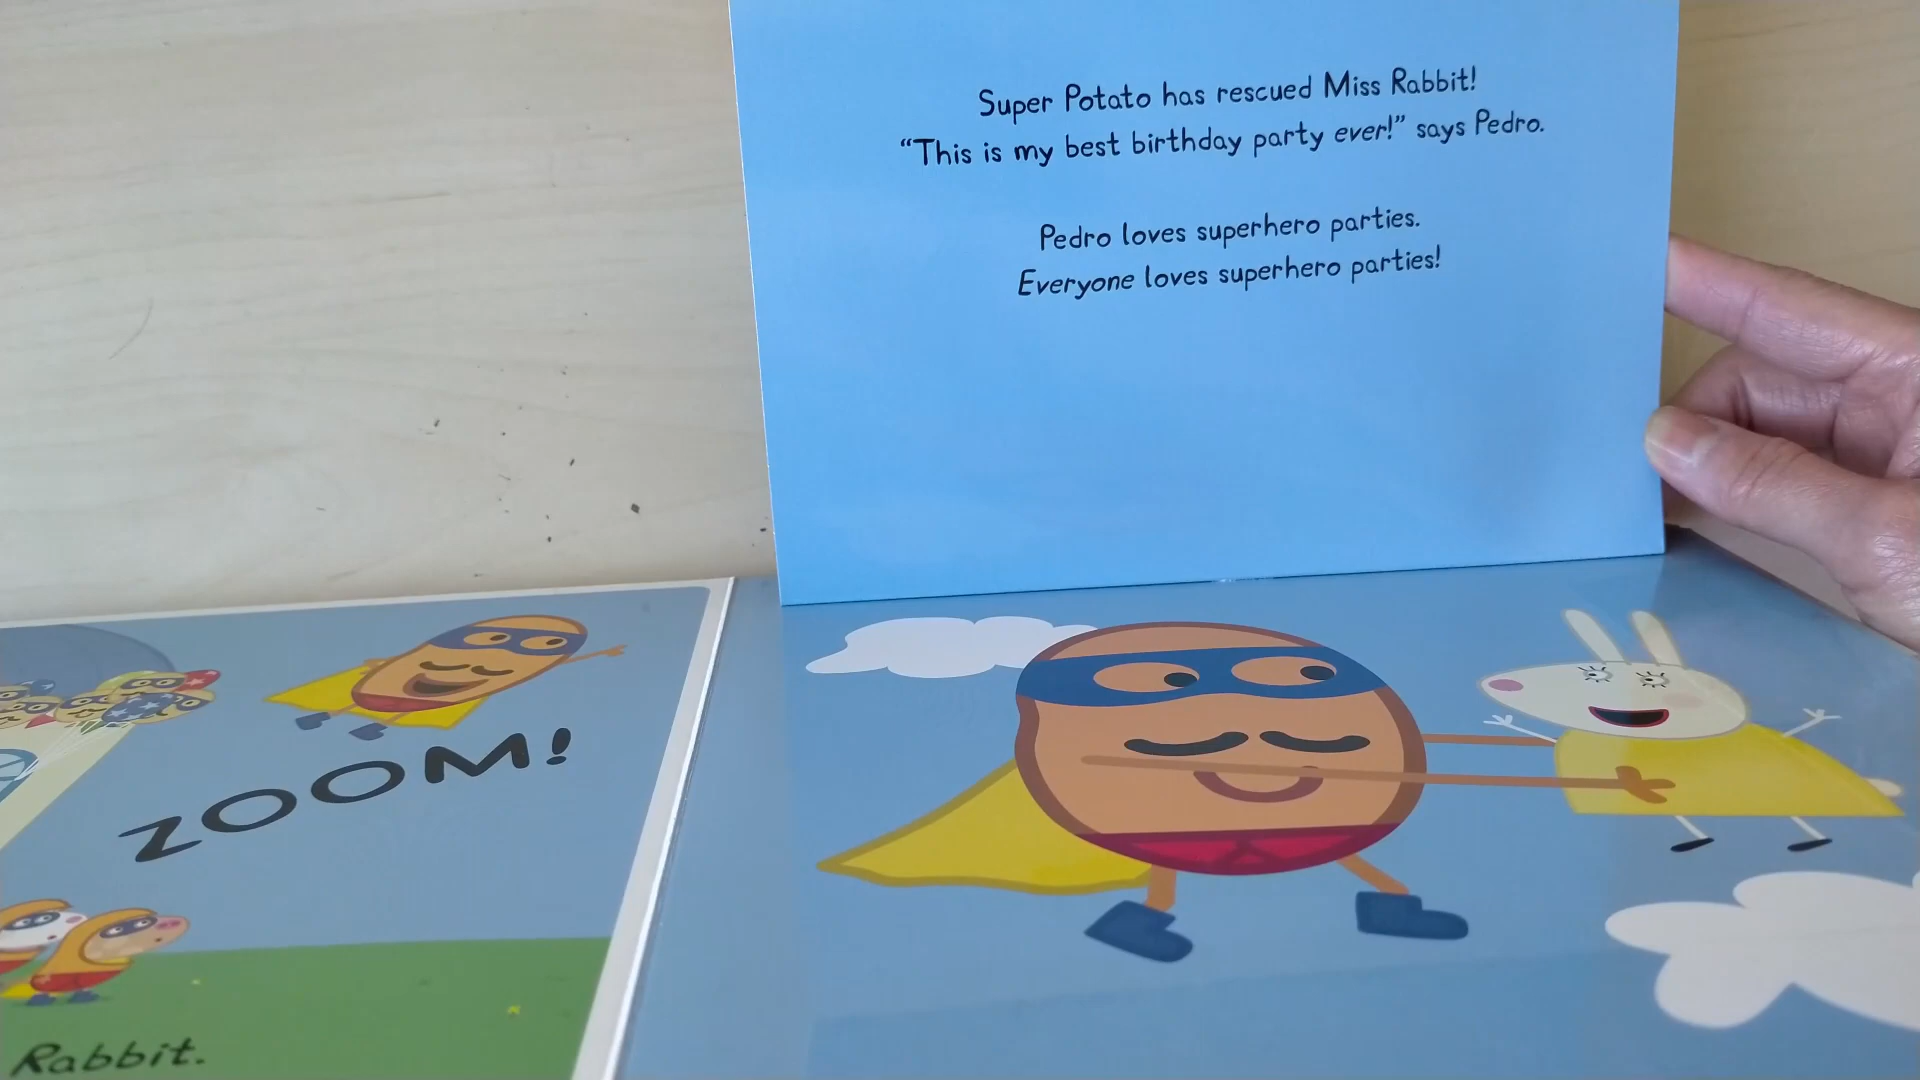 Super Potato has rescued Miss Rabbit!
“This is my best birthday party ever!” says Pedro.
Pedro loves superhero parties.
Everyone loves superhero parties!
ZOOM!
Rabbit.